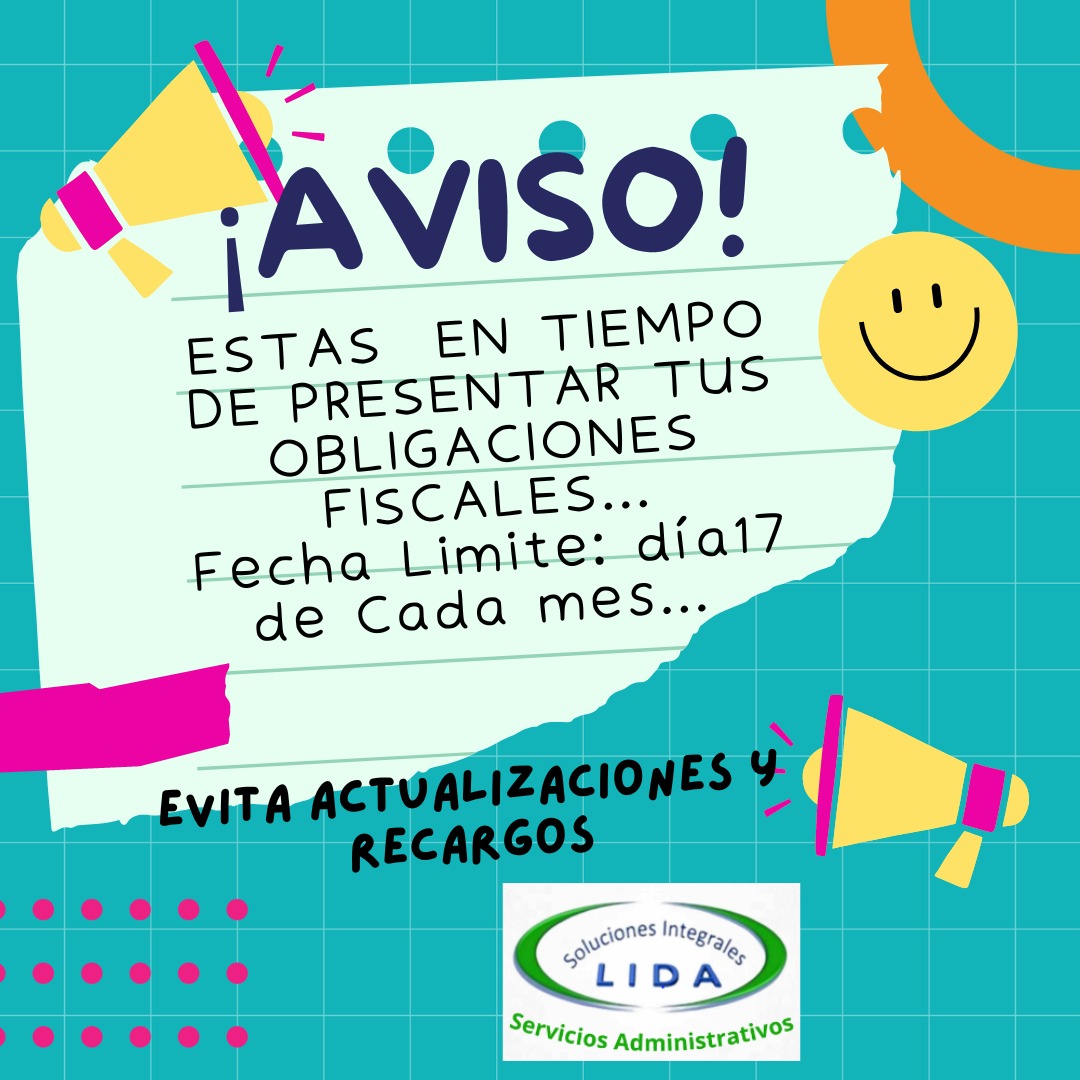 ¡AVISO!
ESTAS EN TIEMPO
DE PRESENTAR TUS
OBLIGACIONES
FISCALES...
Fecha Limite: día17
de Cada mes...
EVITA ACTUALIZACIONES Y
RECARGOS
Soluciones Integrales
LIDA
Servicios Administrativos